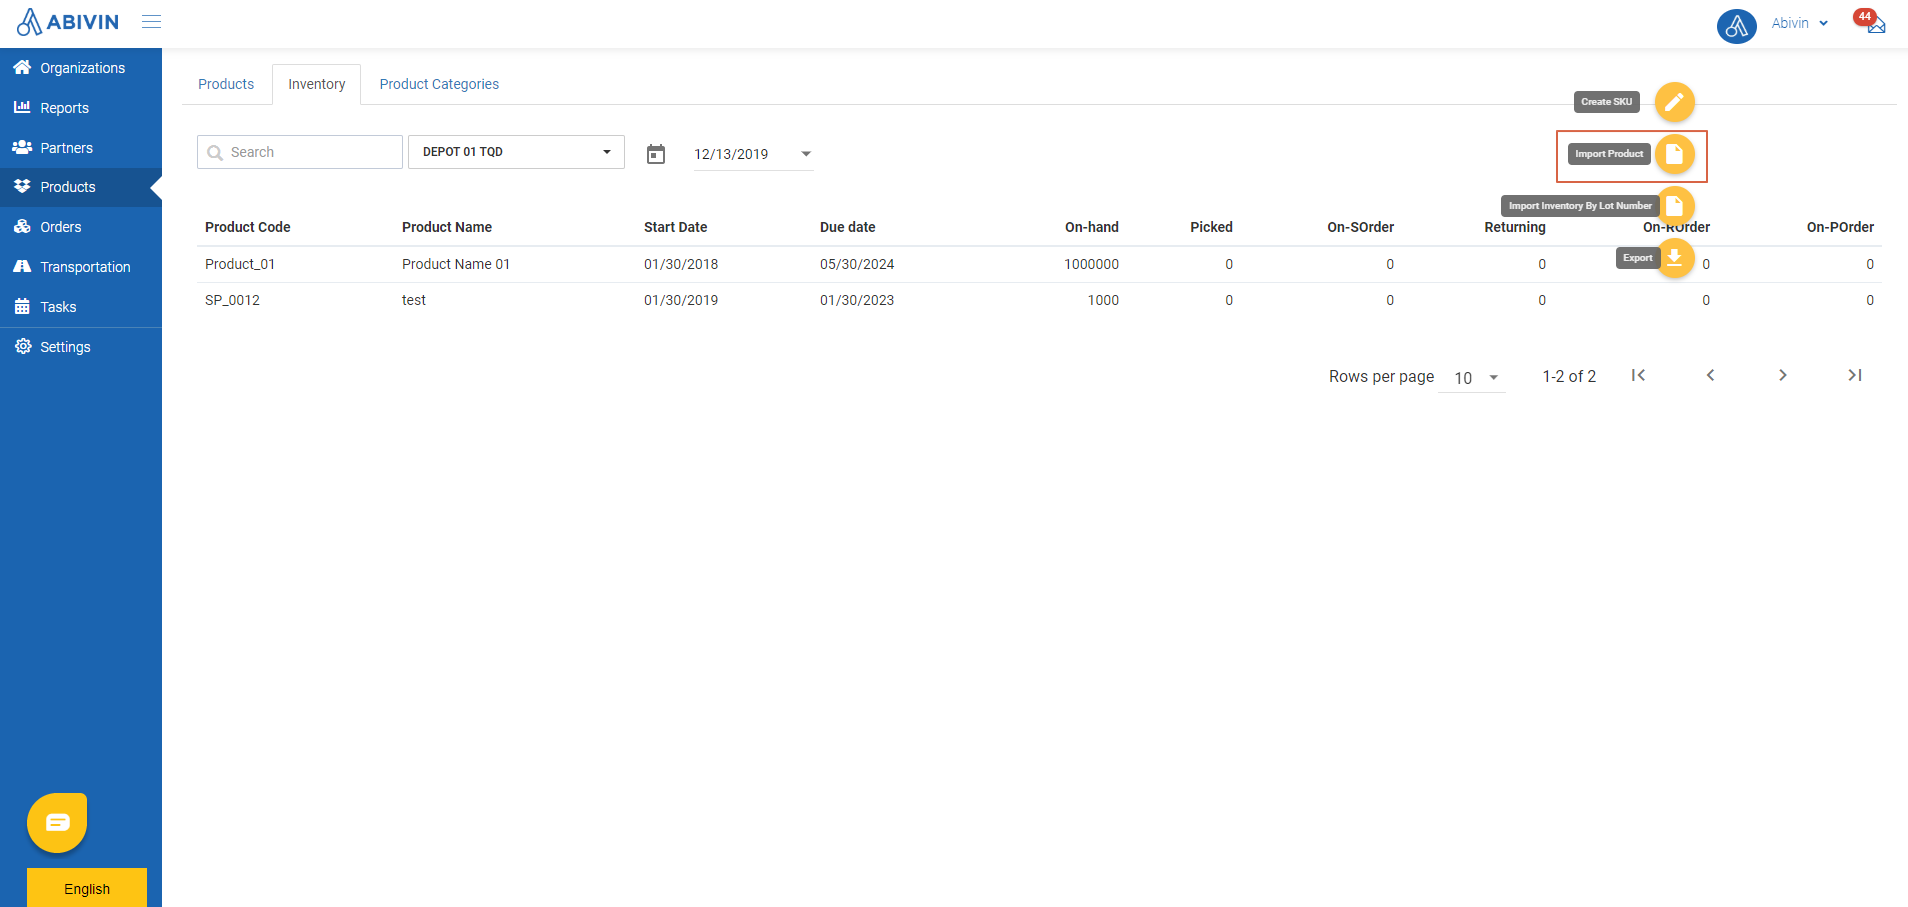 ABIVIN
Abivin
44
Organizations
Reports
Partners
Products
Orders
Transportation
Tasks
Settings
English
Products Inventory Product Categories
Create SKU
Search DEPOT 01 TQD 12/13/2019
Import Product
Import Inventory By Lot Number
Product Code Product Name Start Date Due date On-hand Picked On-SOrder Returning On-ROrder On-POrder
Export
Product_01 Product Name 01 01/30/2018 05/30/2024 1000000 0 0 0 0 0
SP_0012 test 01/30/2019 01/30/2023 1000 0 0 0 0 0
Rows per page 10 1-2 of 2